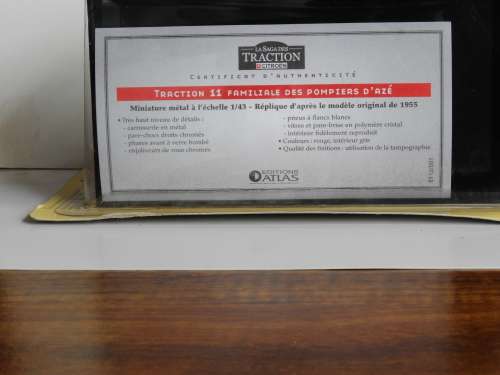 LA SAGA DES
TRACTION
CITROËN
CERTIFICAT D'AUTHENTICITÉ
TRACTION 11 FAMILIALE DES POMPIERS D'AZÉ
Miniature métal à l'échelle 1/43 - Réplique d'après le modèle original de 1955
• Très haut niveau de détails :
- carrosserie en métal
- pare-chocs droits chromés
- phares avant à verre bombé
- enjoliveurs de roues chromés
- pneus à flancs blancs
- vitres et pare-brise en polymère cristal
- intérieur fidèlement reproduit
• Couleurs : rouge, intérieur gris
• Qualité des finitions : utilisation de la tampographie
EDITIONS
ATLAS